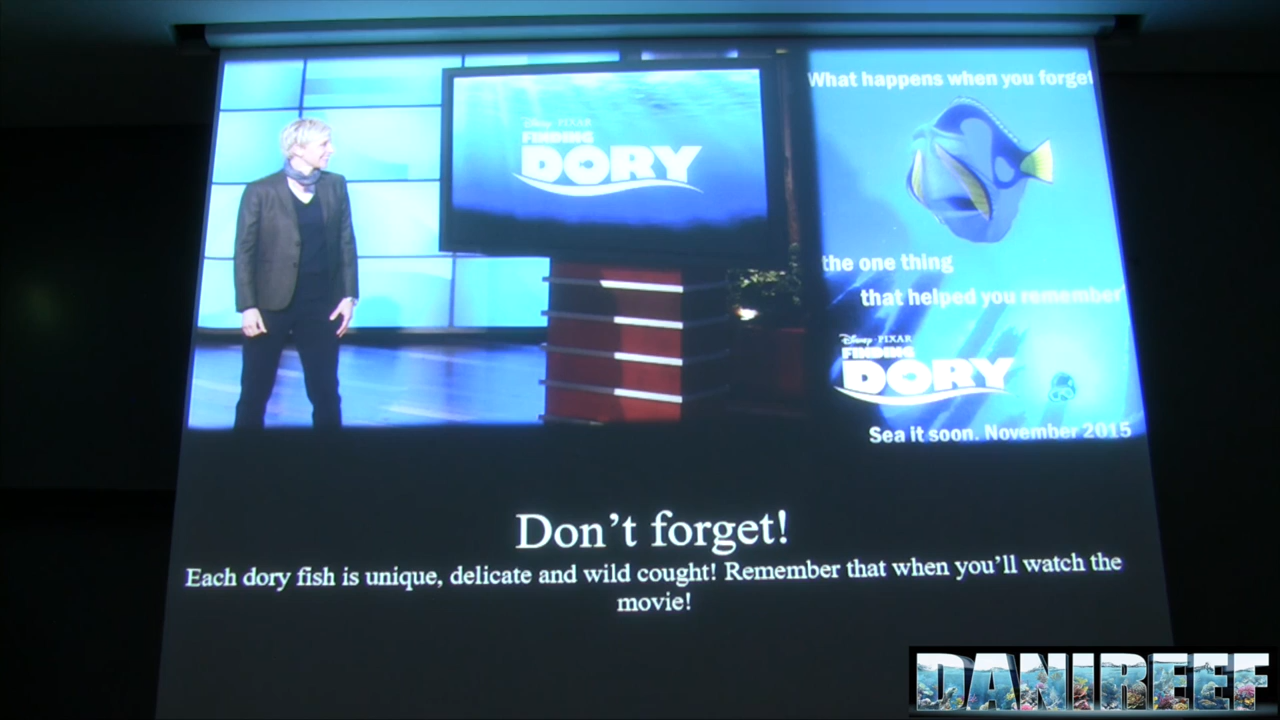 Disney PIXAR
FINDING
DORY
What happens when you forget
the one thing
that helped you remember
Disney PIXAR
FINDING
DORY
Sea it soon. November 2015
Don't forget!
Each dory fish is unique, delicate and wild cought! Remember that when you'll watch the
movie!
DANIREEF